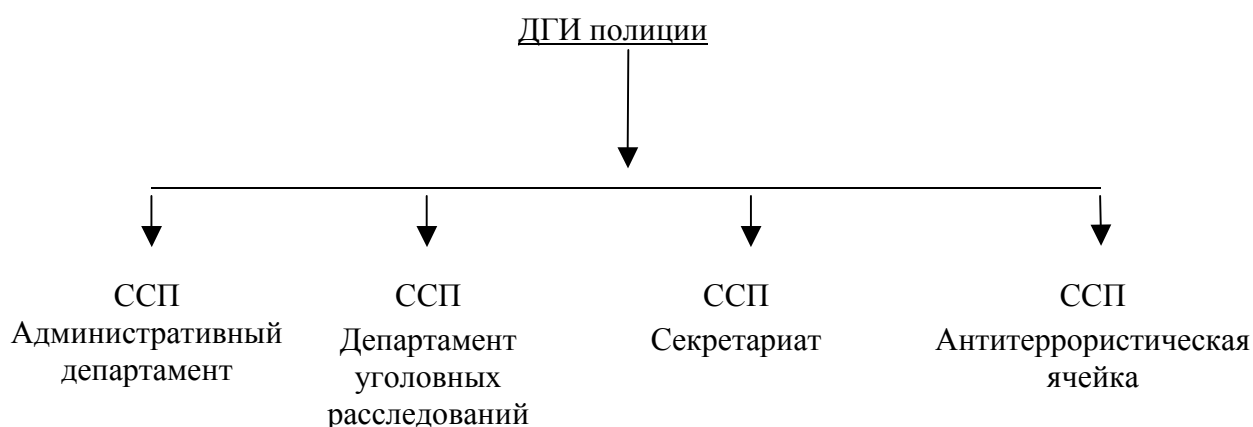 ДГИ полиции
ССП
Административный
департамент
ССП
Департамент
уголовных
расследований
ССП
Секретариат
ССП
Антитеррористическая
ячейка